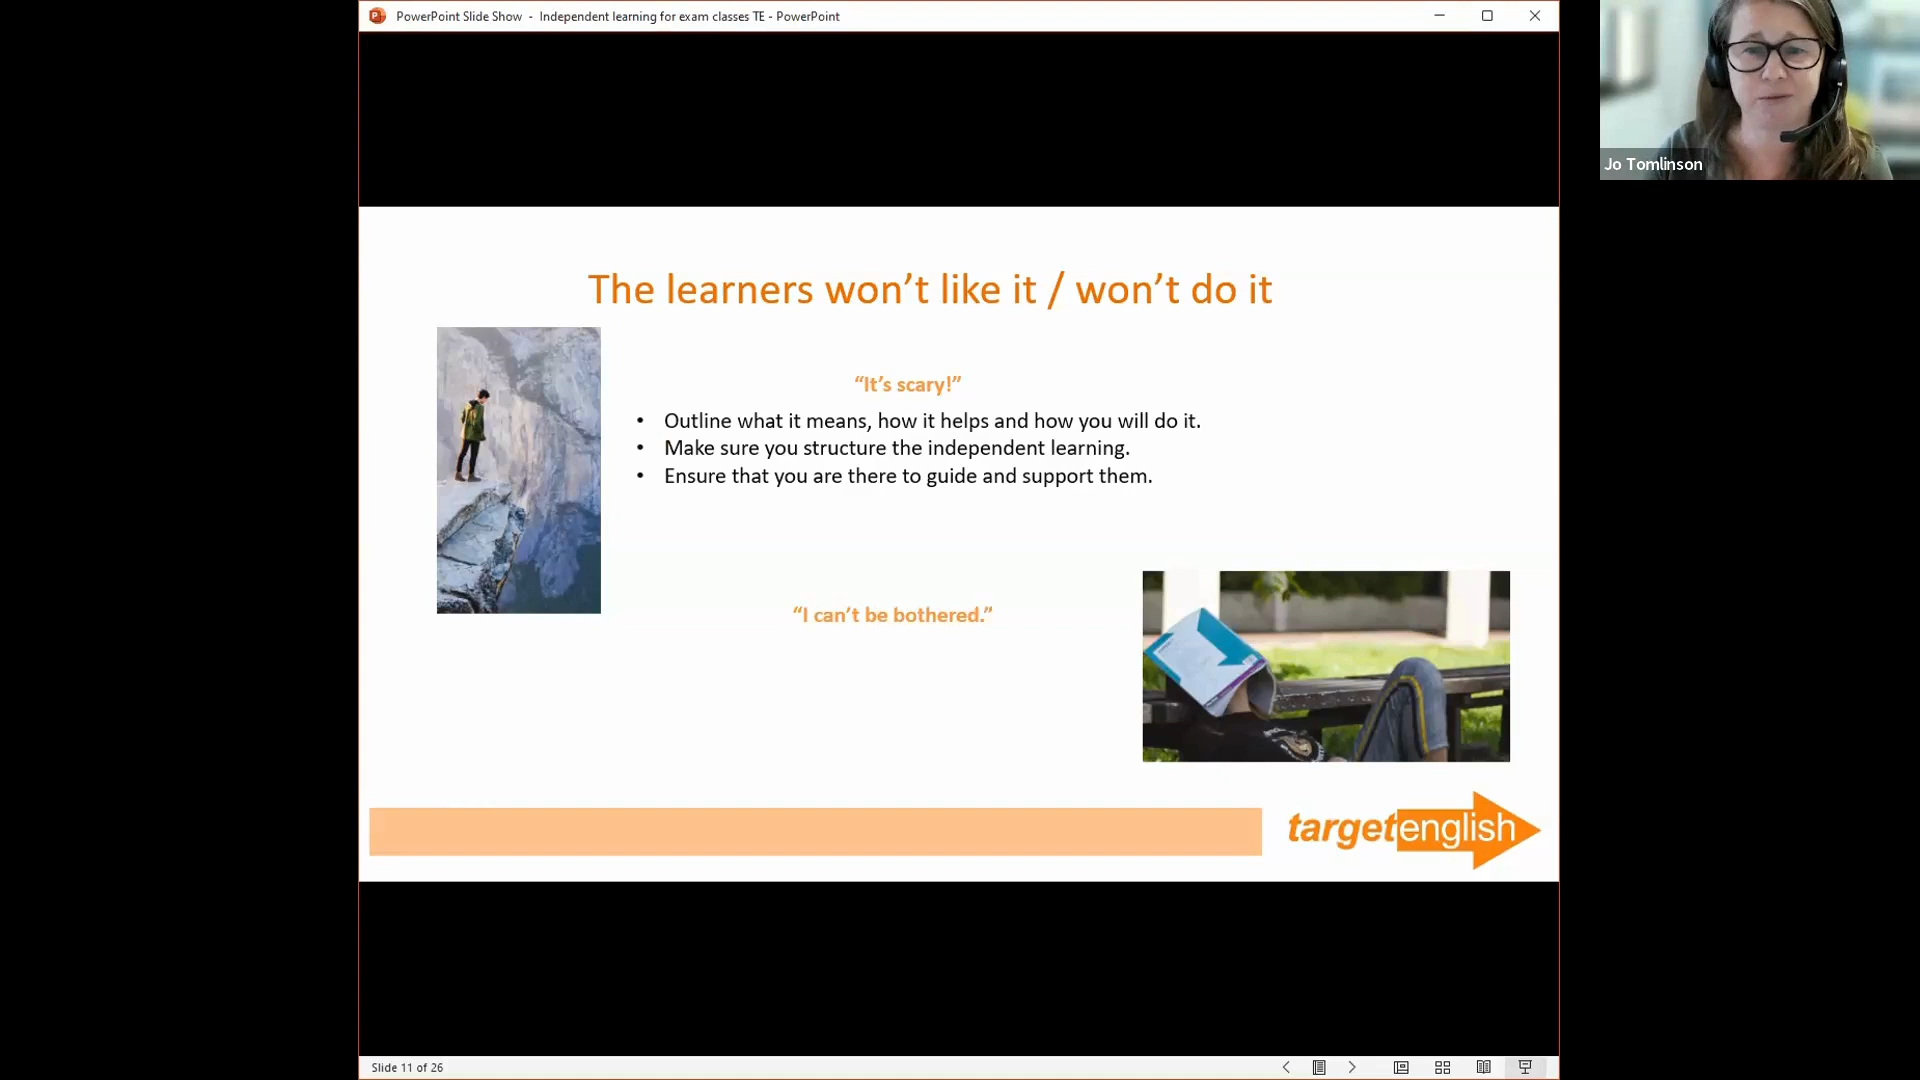 PowerPoint Slide Show - Independent learning for exam classes TE - PowerPoint
Jo Tomlinson
The learners won’t like it / won’t do it
“It’s scary!”
• Outline what it means, how it helps and how you will do it.
• Make sure you structure the independent learning.
• Ensure that you are there to guide and support them.
“I can’t be bothered.”
targetenglish
Slide 11 of 26